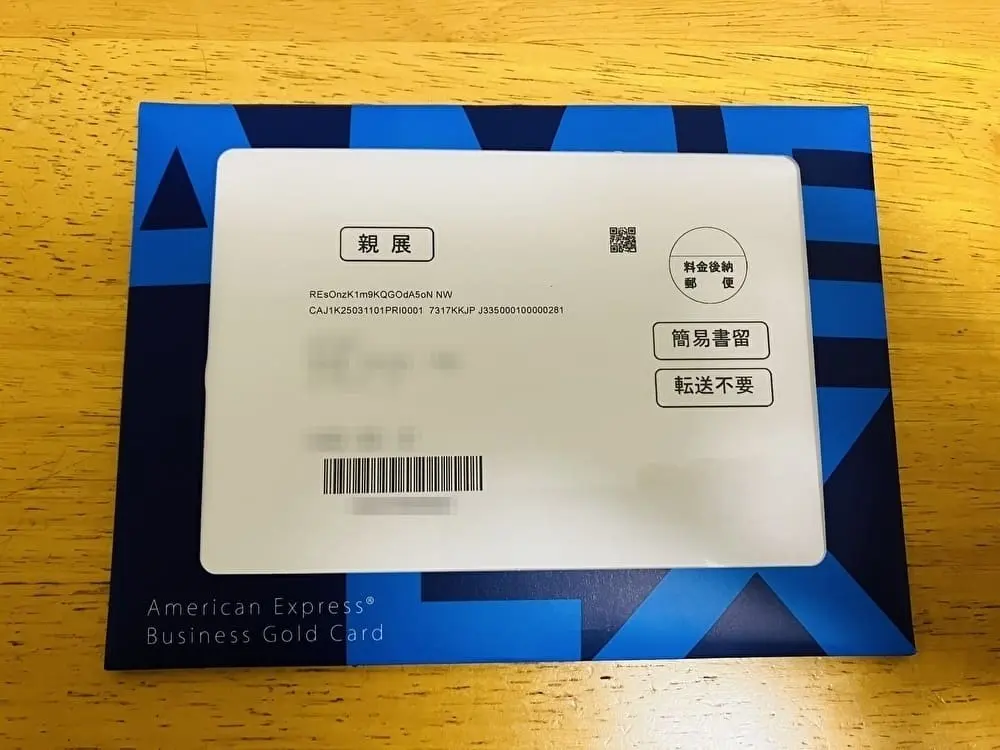 親展
料金後納
郵便
REsOnzK1m9KQGOdA5oN NW
CAJ1K25031101PRI0001 7317KKJP J335000100000281
簡易書留
転送不要
American Express®
Business Gold Card